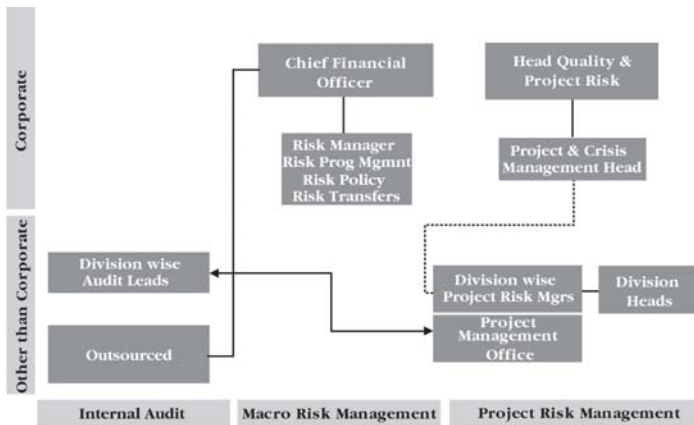 Corporate
Chief Financial
Officer
Head Quality &
Project Risk
Risk Manager
Risk Prog Mgmnt
Risk Policy
Risk Transfers
Project & Crisis
Management Head
Other than Corporate
Division wise
Audit Leads
Division wise
Project Risk Mgrs
Division
Heads
Project
Management
Office
Outsourced
Internal Audit
Macro Risk Management
Project Risk Management